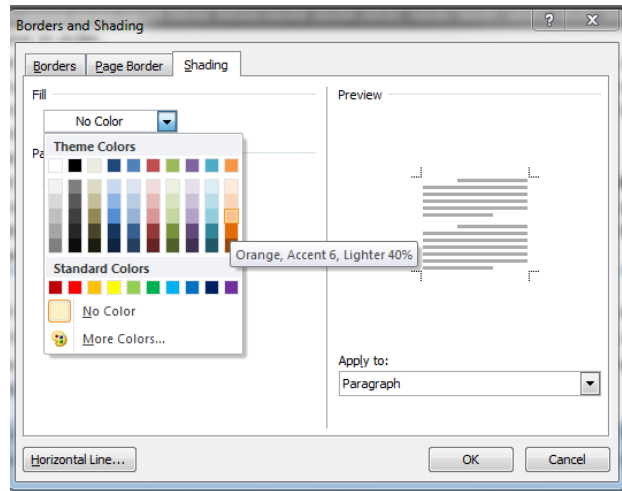 Borders and Shading
?
X
Borders
Page Border
Shading
Fill
Preview
No Color
Theme Colors
Pa
Orange, Accent 6, Lighter 40%
Standard Colors
No Color
More Colors...
Apply to:
Paragraph
Horizontal Line...
OK
Cancel